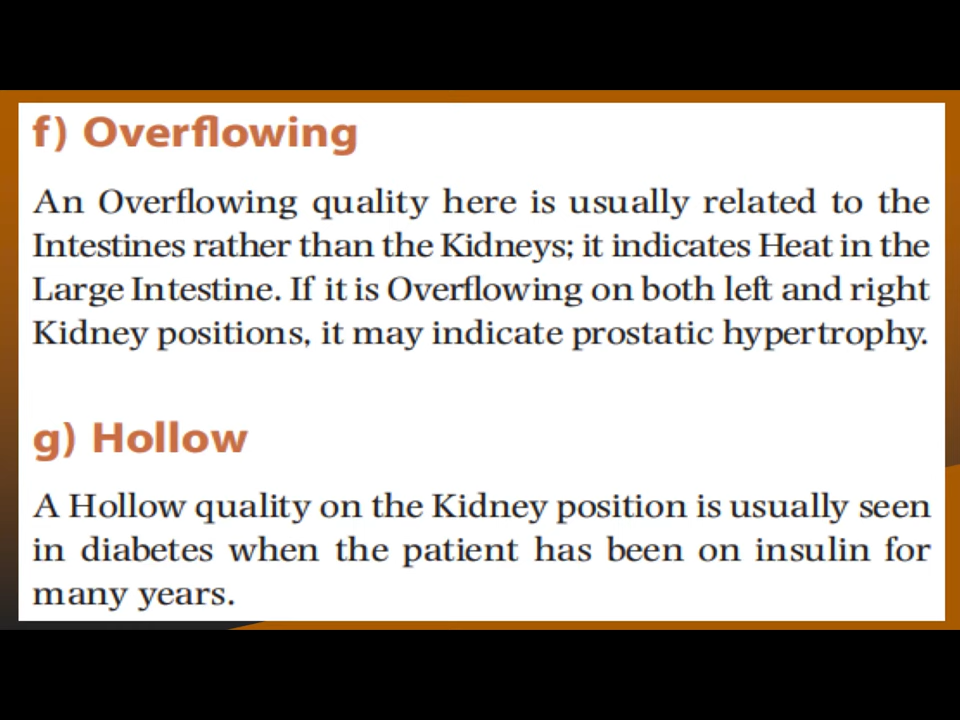 f) Overflowing
An Overflowing quality here is usually related to the
Intestines rather than the Kidneys; it indicates Heat in the
Large Intestine. If it is Overflowing on both left and right
Kidney positions, it may indicate prostatic hypertrophy.
g) Hollow
A Hollow quality on the Kidney position is usually seen
in diabetes when the patient has been on insulin for
many years.